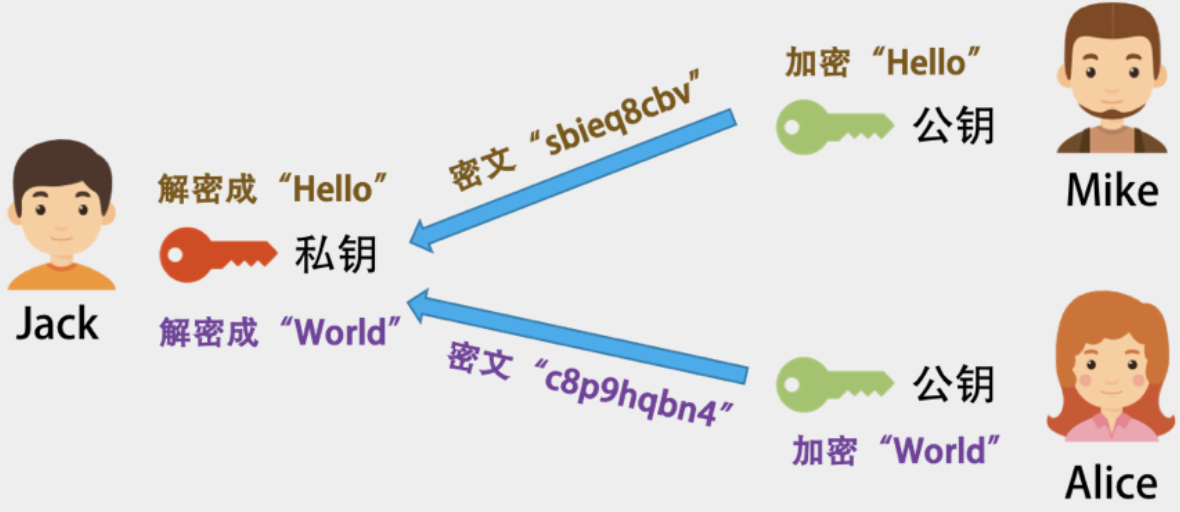 加密“Hello”
公钥
Mike
密文“sbieq8cbv”
解密成“Hello”
私钥
解密成“World”
Jack
密文“c8p9hqbn4”
公钥
加密“World”
Alice